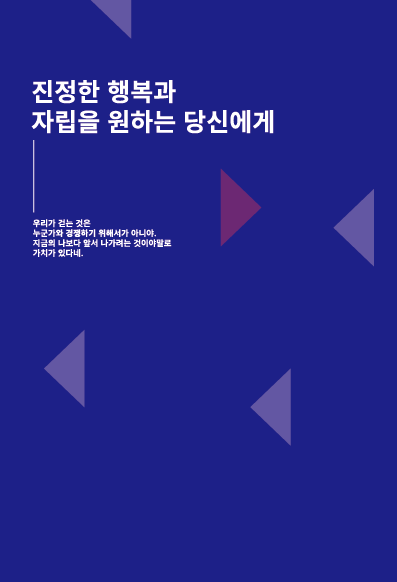 진정한 행복과
자립을 원하는 당신에게
우리가 걷는 것은
누군가와 경쟁하기 위해서가 아니야.
지금의 나보다 앞서 나가려는 것이야말로
가치가 있다네.